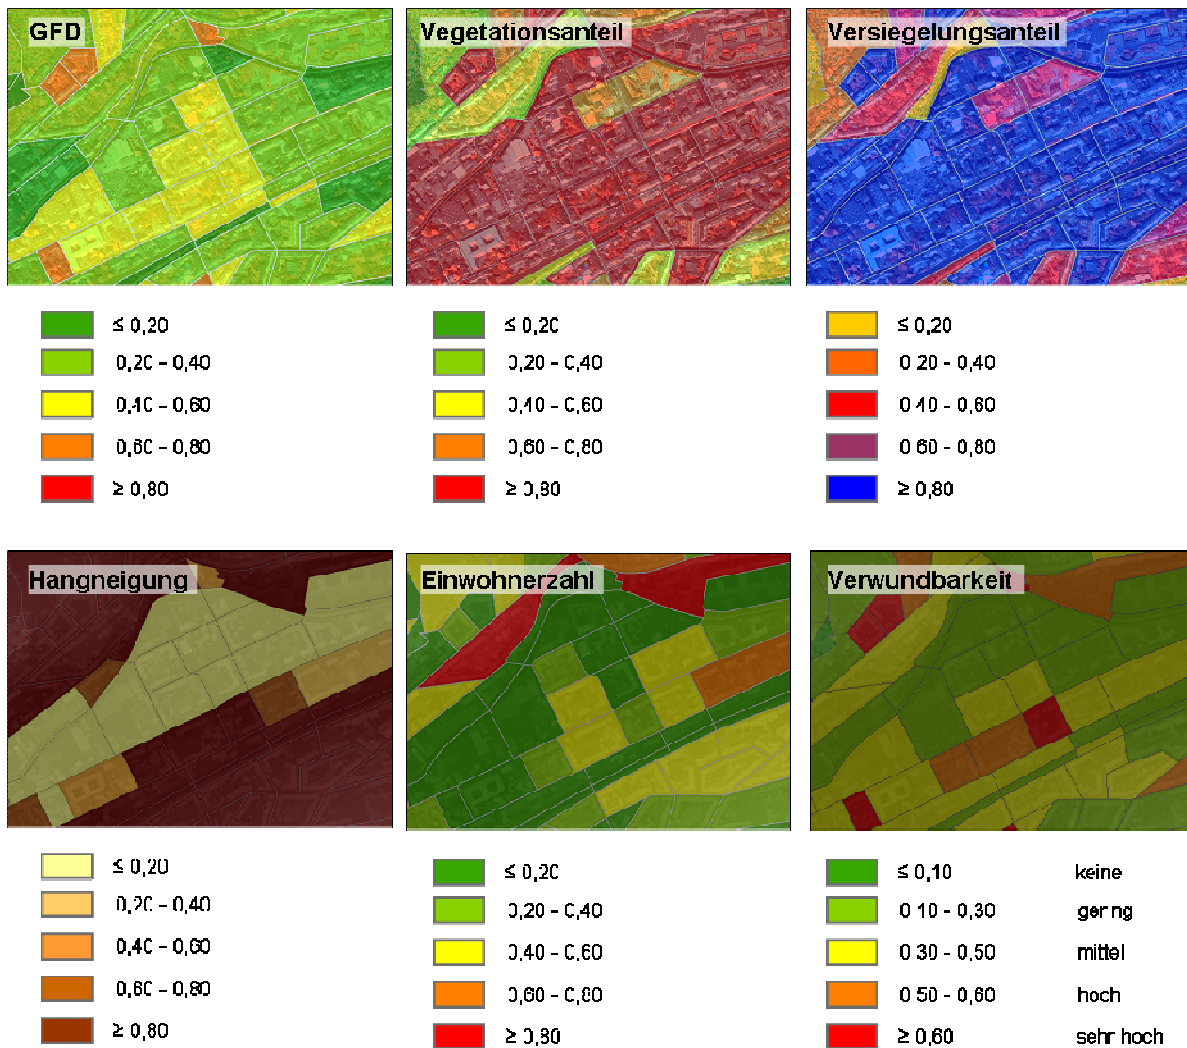 GFD
Vegetationsanteil
Versiegelungsanteil
≤ 0,20
0,20 - 0,40
0,40 - 0,60
0,60 - 0,80
≥ 0,80
≤ 0,20
0,20 - 0,40
0,40 - 0,60
0,60 - 0,80
≥ 0,80
≤ 0,20
0 20 - 0,40
0 40 - 0,60
0 60 - 0,80
≥ 0,80
Hangneigung
Einwohnerzahl
Verwundbarkeit
≤ 0,20
0,20 - 0,40
0,40 - 0,60
0,60 - 0,80
≥ 0,80
≤ 0,20
0,20 - 0,40
0,40 - 0,60
0,60 - 0,80
≥ 0,80
≤ 0,10 keine
0 10 - 0,30 gering
0 30 - 0,50 mittel
0 50 - 0,60 hoch
≥ 0,60 sehr hoch